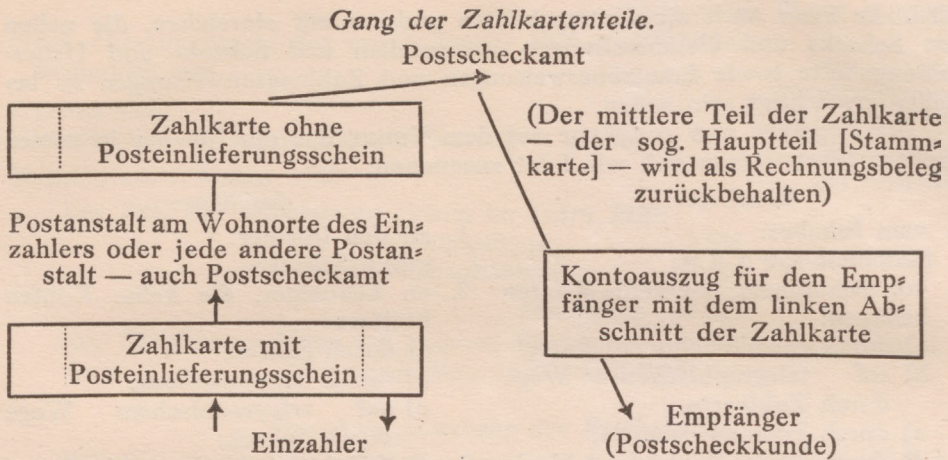 Gang der Zahlkartenteile.
Postscheckamt
Zahlkarte ohne
Posteinlieferungsschein
(Der mittlere Teil der Zahlkarte
— der sog. Hauptteil [Stamm⸗
karte] — wird als Rechnungsbeleg
zurückbehalten)
Postanstalt am Wohnorte des Ein⸗
zahlers oder jede andere Postan⸗
stalt — auch Postscheckamt
Kontoauszug für den Emp⸗
fänger mit dem linken Ab⸗
schnitt der Zahlkarte
Zahlkarte mit
Posteinlieferungsschein
Einzahler
Empfänger
(Postscheckkunde)